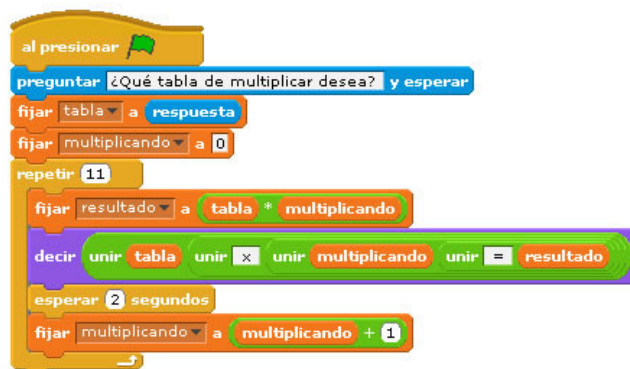 al presionar
preguntar ¿Qué tabla de multiplicar desea? y esperar
fijar tabla a respuesta
fijar multiplicando a 0
repetir 11
fijar resultado a tabla * multiplicando
decir unir tabla unir x unir multiplicando unir = resultado
esperar 2 segundos
fijar multiplicando a multiplicando + 1